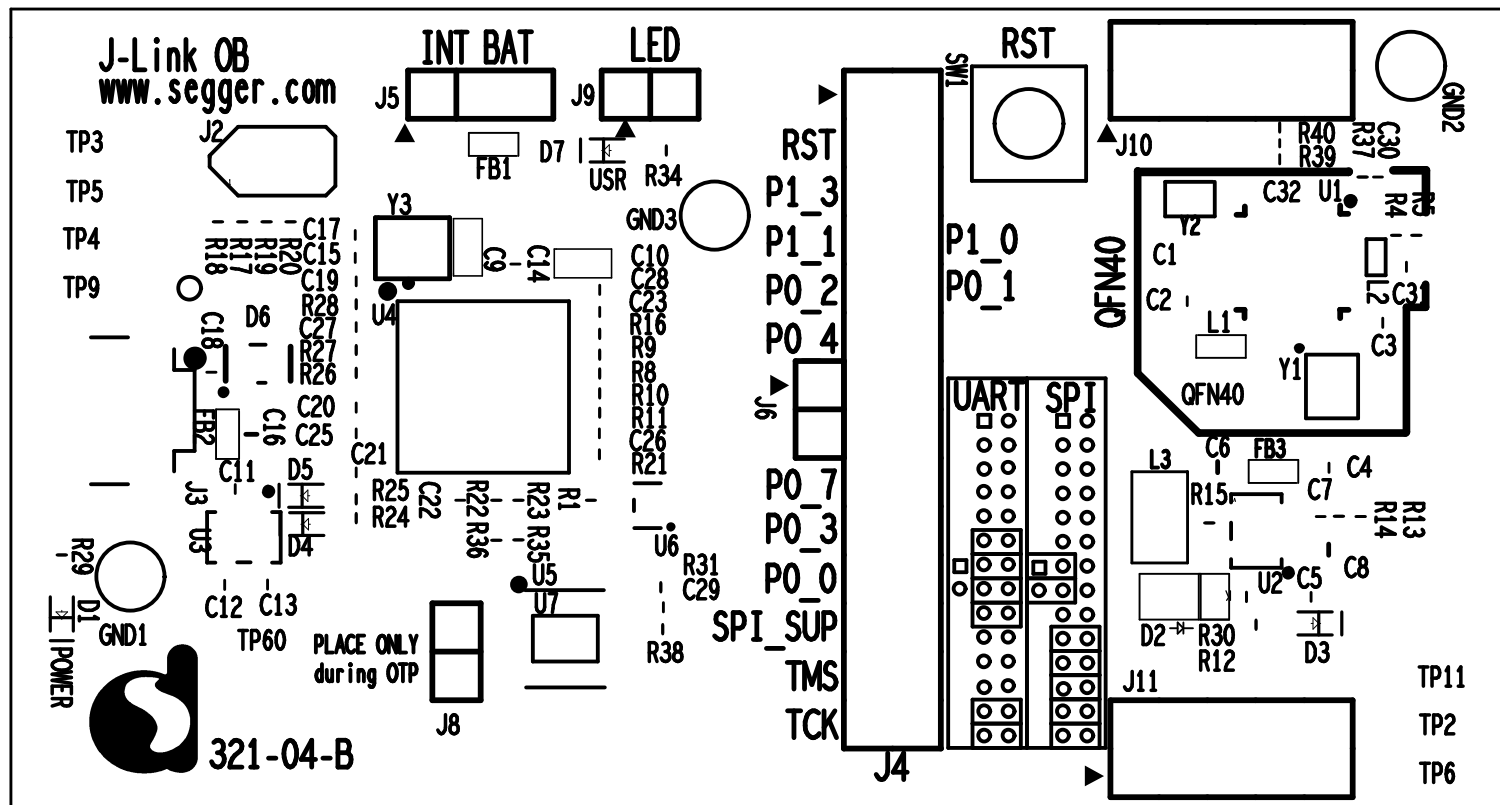 J-Link OB
www.segger.com
INT BAT
LED
RST
J5
J9
SW1
GND2
TP3
J2
FB1
D7
USR
R34
RST
J10
R40
R39
R37
C30
TP5
Y3
GND3
P1_3
C32
U1
R4
R5
Y2
TP4
R18
R17
R19
R20
C17
C15
C19
R28
C27
R27
R26
C20
C25
C9
C14
C10
C28
C23
R16
R9
R8
R10
R11
C26
R21
P1_1
P1_0
QFN40
C1
TP9
U4
P0_2
P0_1
C2
L2
C31
C18
D6
P0_4
L1
C3
Y1
QFN40
J6
UART
SPI
FB2
C16
C21
C11
D5
J3
U3
D4
R25
R24
C22
R22
R23
R1
R36
R35
U6
P0_7
P0_3
P0_0
L3
C6
FB3
C4
C7
R15
R14
R13
C8
R29
D1
POWER
GND1
C12
C13
TP60
U5
U7
R31
C29
R38
U2
C5
D2
R30
R12
D3
PLACE ONLY
during OTP
J8
SPI_SUP
TMS
TCK
J4
J11
TP11
TP2
TP6
321-04-B